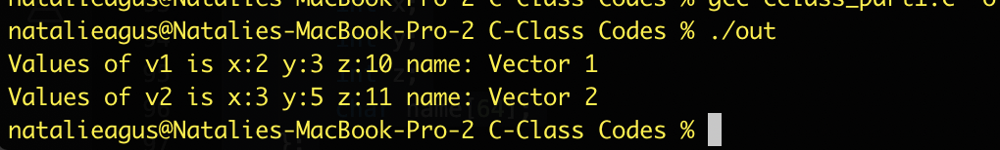 natalieagus@Natalies-MacBook-Pro-2 C-Class Codes % gcc cclass_part1.c -o
natalieagus@Natalies-MacBook-Pro-2 C-Class Codes % ./out
Values of v1 is x:2 y:3 z:10 name: Vector 1
Values of v2 is x:3 y:5 z:11 name: Vector 2
natalieagus@Natalies-MacBook-Pro-2 C-Class Codes %